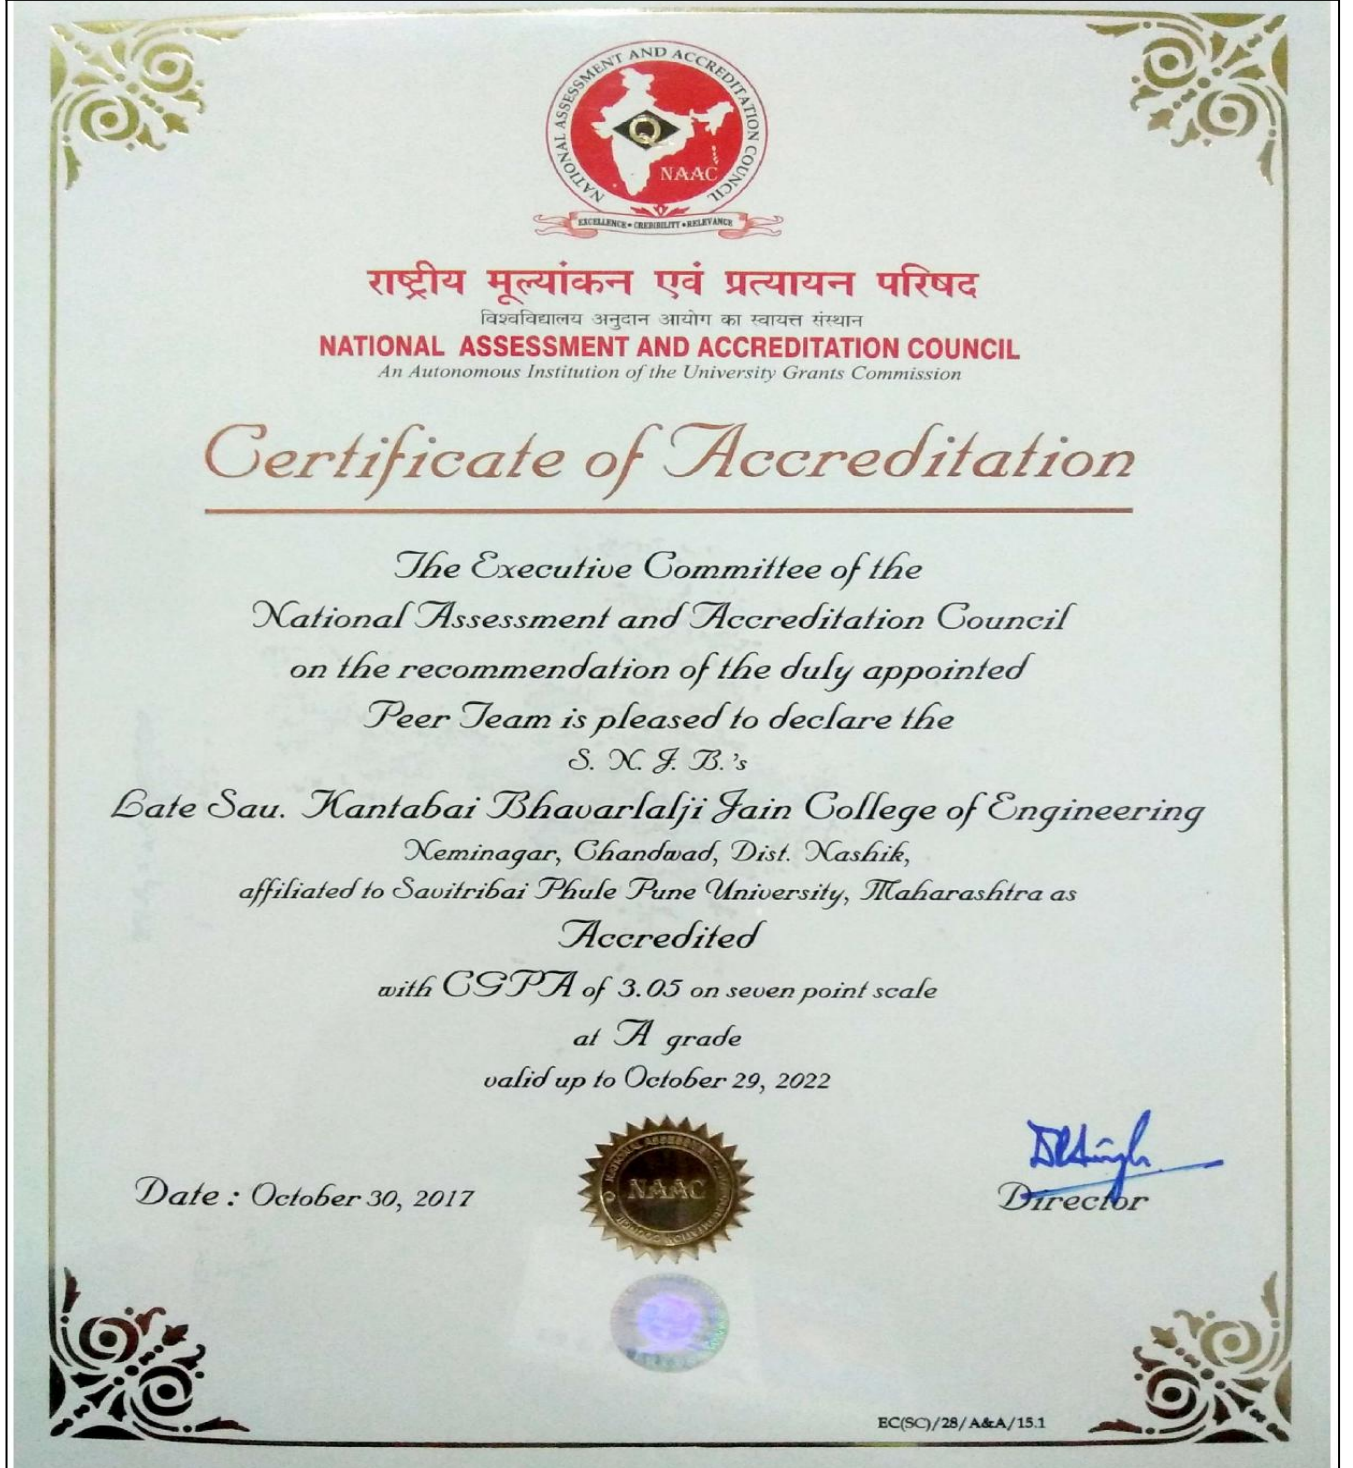 NATIONAL ASSESSMENT AND ACCREDITATION COUNCIL
Q
NAAC
EXCELLENCE • CREDIBILITY • RELEVANCE
राष्ट्रीय मूल्यांकन एवं प्रत्यायन परिषद
विश्वविद्यालय अनुदान आयोग का स्वायत्त संस्थान
NATIONAL ASSESSMENT AND ACCREDITATION COUNCIL
An Autonomous Institution of the University Grants Commission
Certificate of Accreditation
The Executive Committee of the
National Assessment and Accreditation Council
on the recommendation of the duly appointed
Peer Team is pleased to declare the
S. N. J. B.'s
Late Sau. Kantabai Bhavarlalji Jain College of Engineering
Neminagar, Chandwad, Dist. Nashik,
affiliated to Savitribai Phule Pune University, Maharashtra as
Accredited
with CGPA of 3.05 on seven point scale
at A grade
valid up to October 29, 2022
Date : October 30, 2017
NAAC
Director
EC(SC)/28/A&A/15.1